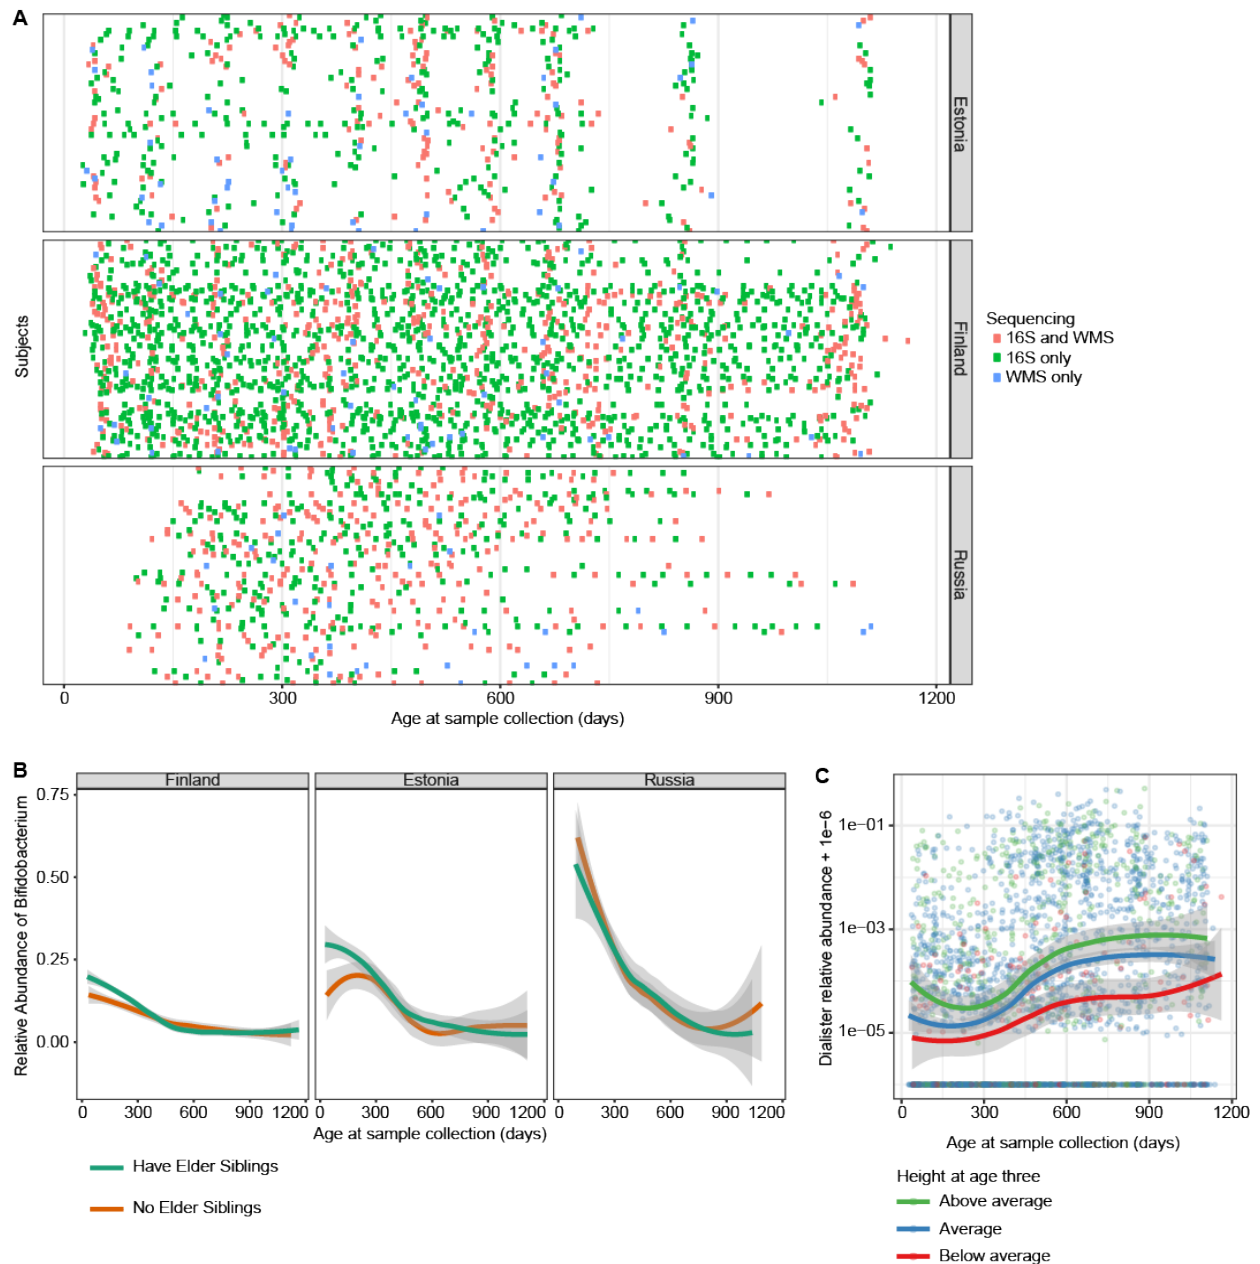 A
Estonia
Finland
Russia
Subjects
Sequencing
16S and WMS
16S only
WMS only
0 300 600 900 1200
Age at sample collection (days)
B
Finland Estonia Russia
Relative Abundance of Bifidobacterium
0.75
0.50
0.25
0.00
0 300 600 900 1200 0 300 600 900 1200 0 300 600 900 1200
Age at sample collection (days)
Have Elder Siblings
No Elder Siblings
C
Dialister relative abundance + 1e−6
1e−01
1e−03
1e−05
0 300 600 900 1200
Age at sample collection (days)
Height at age three
Above average
Average
Below average